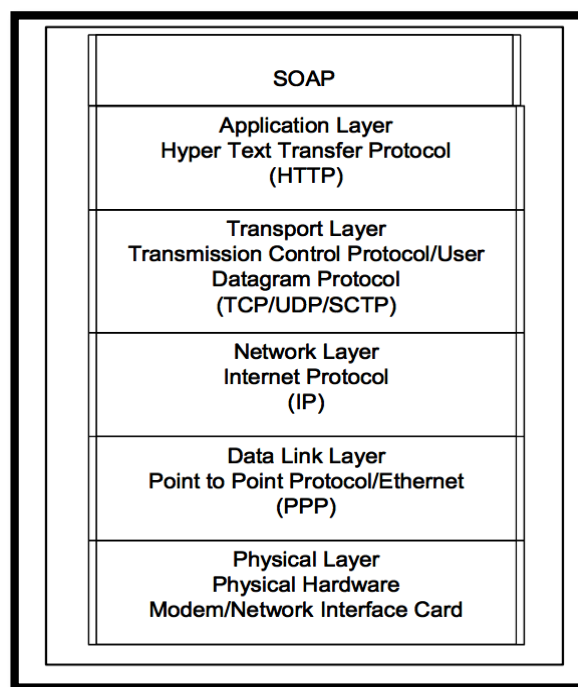 SOAP
Application Layer
Hyper Text Transfer Protocol
(HTTP)
Transport Layer
Transmission Control Protocol/User
Datagram Protocol
(TCP/UDP/SCTP)
Network Layer
Internet Protocol
(IP)
Data Link Layer
Point to Point Protocol/Ethernet
(PPP)
Physical Layer
Physical Hardware
Modem/Network Interface Card